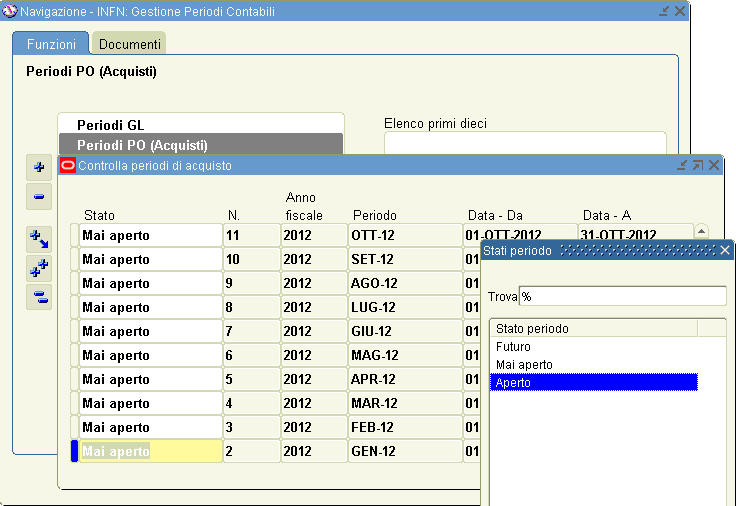 Navigazione - INFN: Gestione Periodi Contabili
Funzioni Documenti
Periodi PO (Acquisti)
Periodi GL
Periodi PO (Acquisti)
Elenco primi dieci
Controlla periodi di acquisto
Stato N. Anno fiscale Periodo Data - Da Data - A
Mai aperto 11 2012 OTT-12 01-OTT-2012 31-OTT-2012
Mai aperto 10 2012 SET-12 01
Mai aperto 9 2012 AGO-12 01
Mai aperto 8 2012 LUG-12 01
Mai aperto 7 2012 GIU-12 01
Mai aperto 6 2012 MAG-12 01
Mai aperto 5 2012 APR-12 01
Mai aperto 4 2012 MAR-12 01
Mai aperto 3 2012 FEB-12 01
Mai aperto 2 2012 GEN-12 01
Stati periodo
Trova %
Stato periodo
Futuro
Mai aperto
Aperto